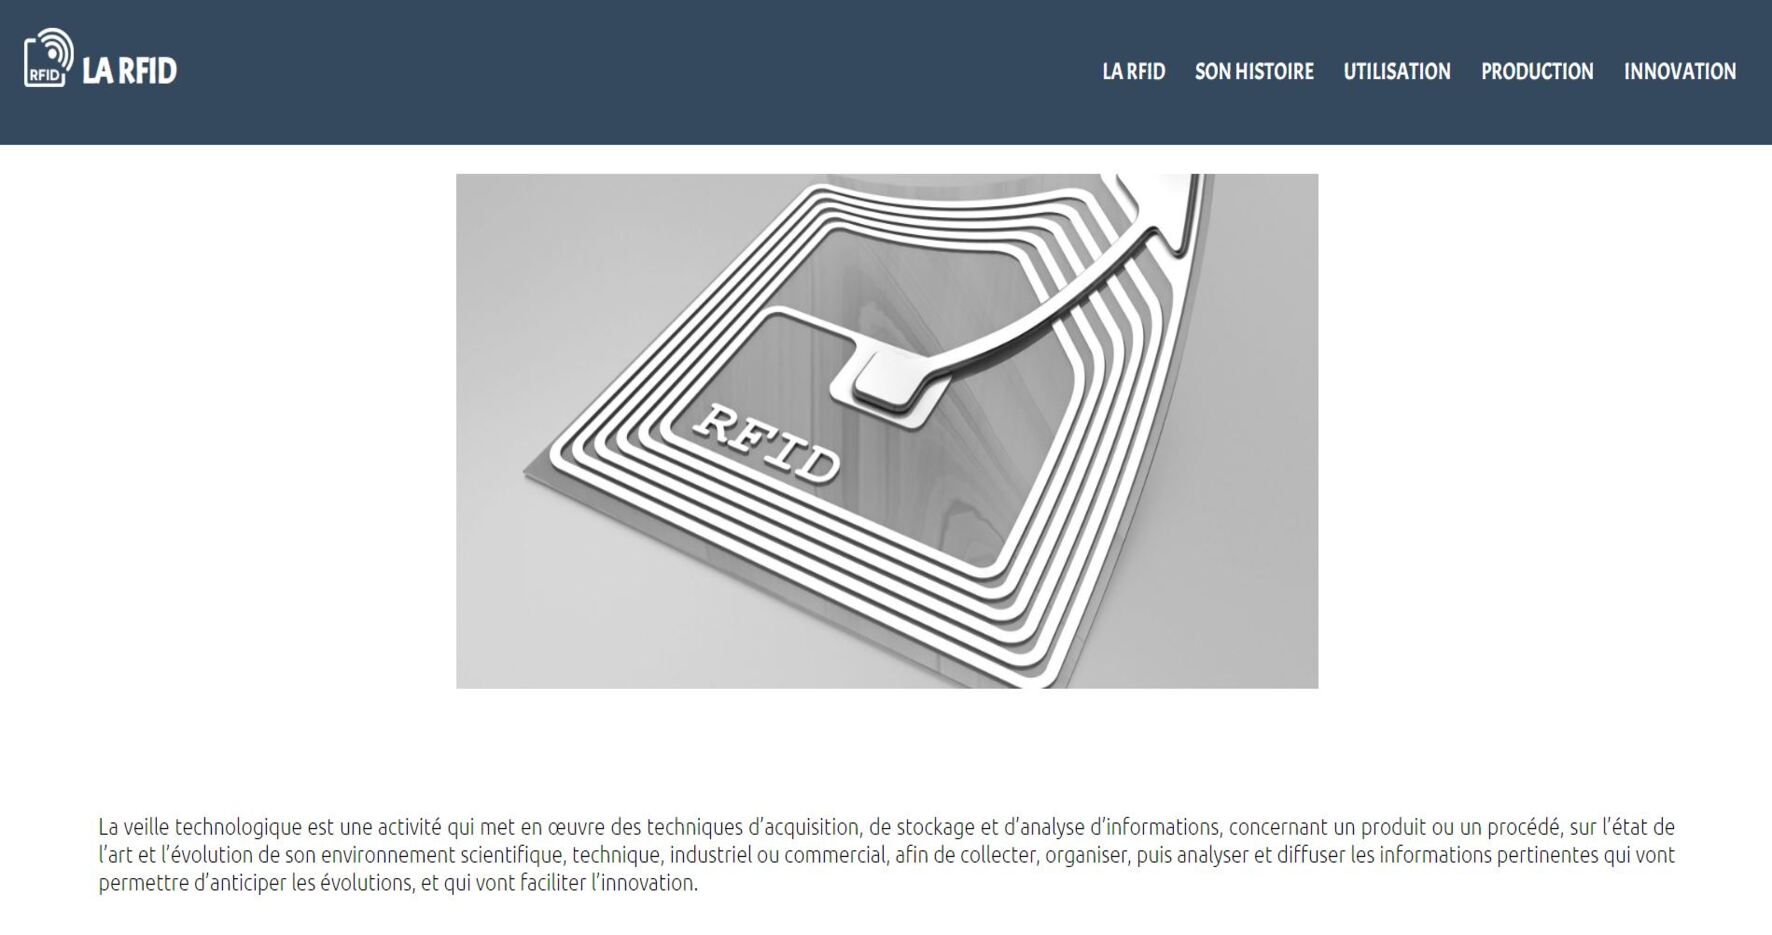 RFID
LA RFID
LA RFID SON HISTOIRE UTILISATION PRODUCTION INNOVATION
RFID
La veille technologique est une activité qui met en œuvre des techniques d’acquisition, de stockage et d’analyse d’informations, concernant un produit ou un procédé, sur l’état de
l’art et l’évolution de son environnement scientifique, technique, industriel ou commercial, afin de collecter, organiser, puis analyser et diffuser les informations pertinentes qui vont
permettre d’anticiper les évolutions, et qui vont faciliter l’innovation.